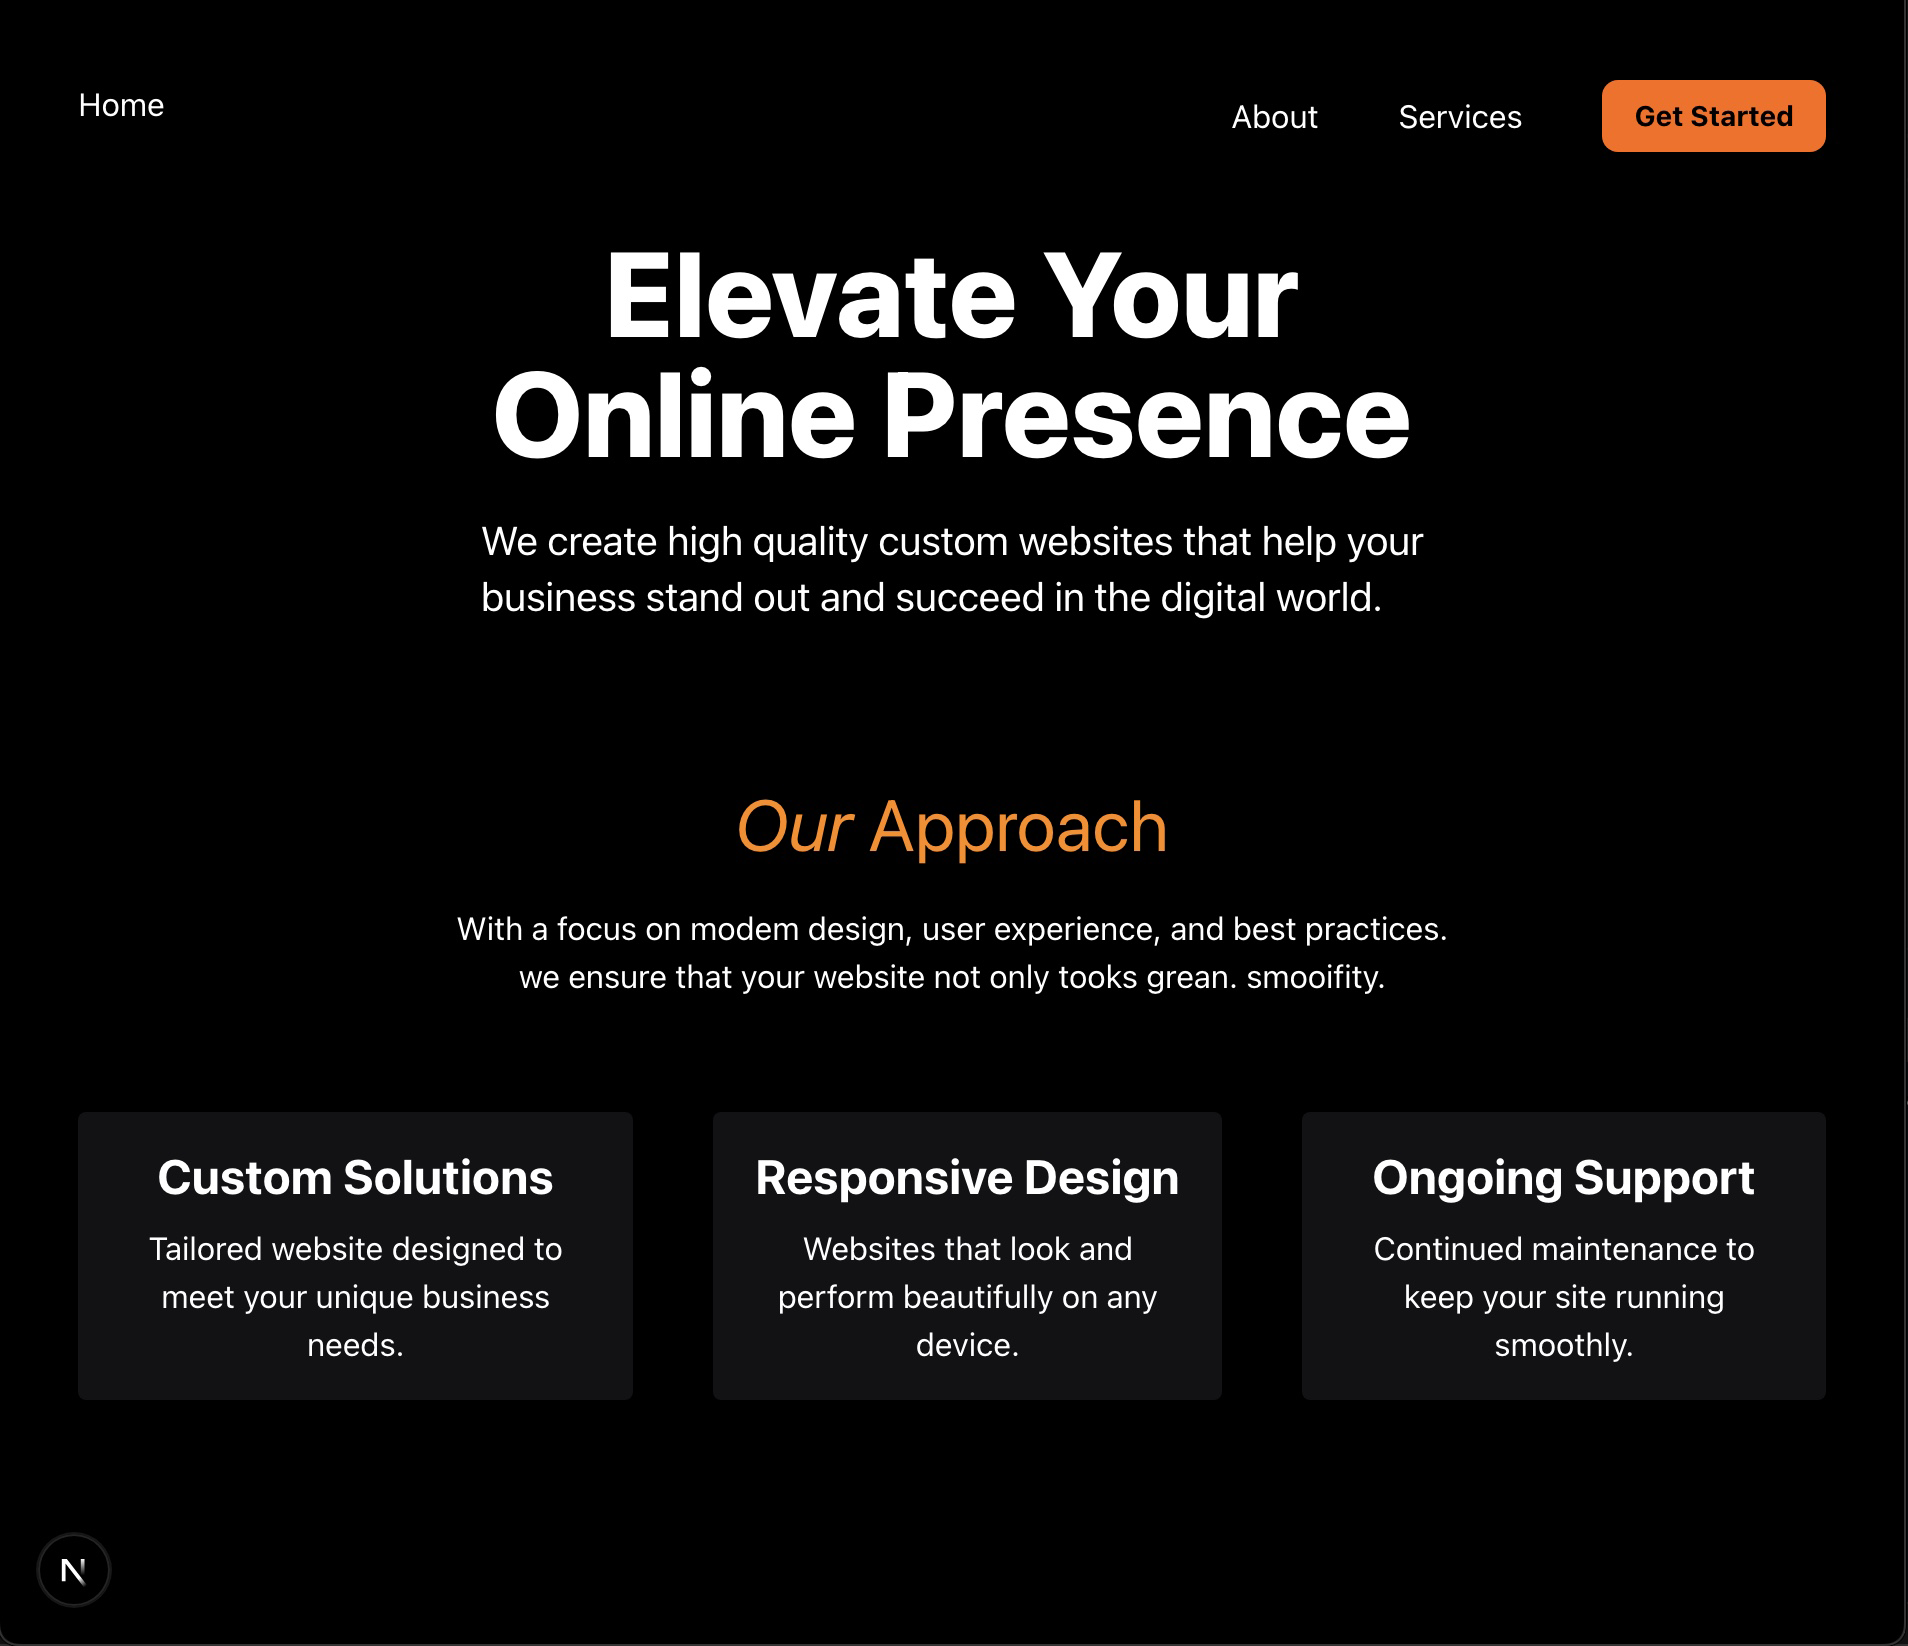 Home
About
Services
Get Started
Elevate Your
Online Presence
We create high quality custom websites that help your
business stand out and succeed in the digital world.
Our Approach
With a focus on modem design, user experience, and best practices.
we ensure that your website not only tooks grean. smooifity.
Custom Solutions
Tailored website designed to
meet your unique business
needs.
Responsive Design
Websites that look and
perform beautifully on any
device.
Ongoing Support
Continued maintenance to
keep your site running
smoothly.
N